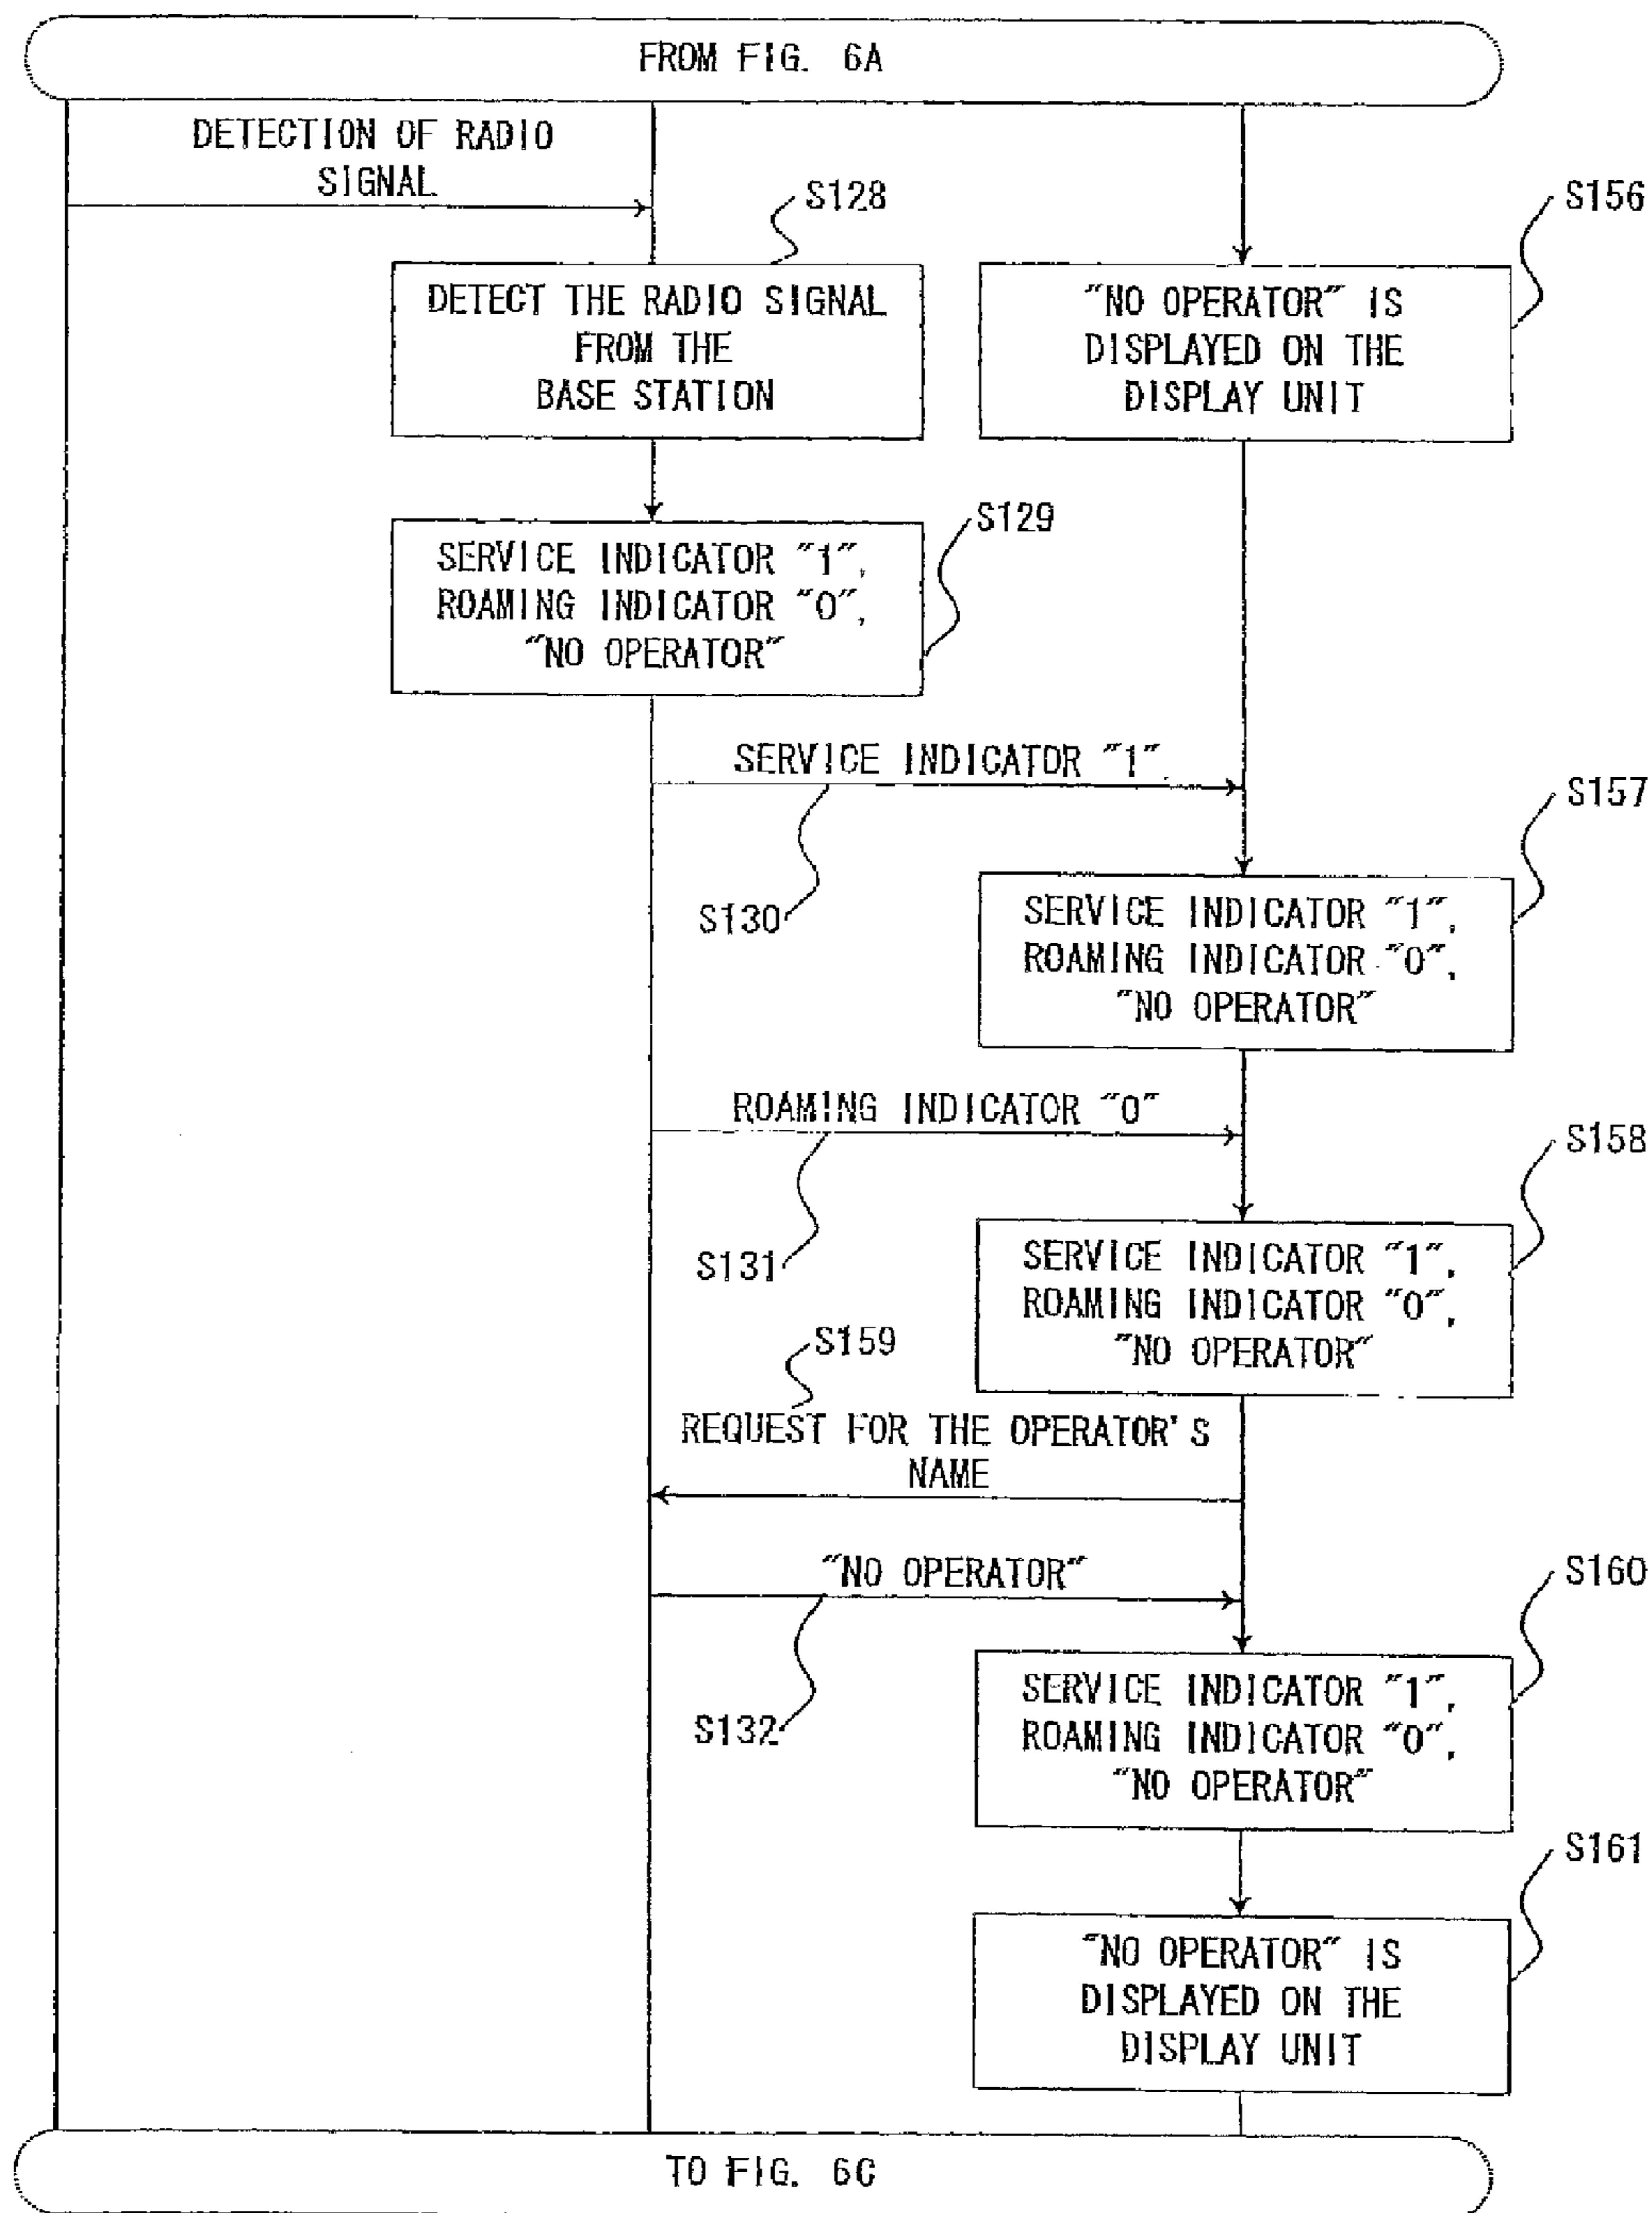 FROM FIG. 6A
DETECTION OF RADIO
SIGNAL
S128
S156
DETECT THE RADIO SIGNAL
FROM THE
BASE STATION
"NO OPERATOR" IS
DISPLAYED ON THE
DISPLAY UNIT
S129
SERVICE INDICATOR "1",
ROAMING INDICATOR "0",
"NO OPERATOR"
SERVICE INDICATOR "1"
S157
S130
SERVICE INDICATOR "1",
ROAMING INDICATOR "0",
"NO OPERATOR"
ROAMING INDICATOR "0"
S158
S131
SERVICE INDICATOR "1",
ROAMING INDICATOR "0",
"NO OPERATOR"
S159
REQUEST FOR THE OPERATOR'S
NAME
"NO OPERATOR"
S160
S132
SERVICE INDICATOR "1",
ROAMING INDICATOR "0",
"NO OPERATOR"
S161
"NO OPERATOR" IS
DISPLAYED ON THE
DISPLAY UNIT
TO FIG. 6C